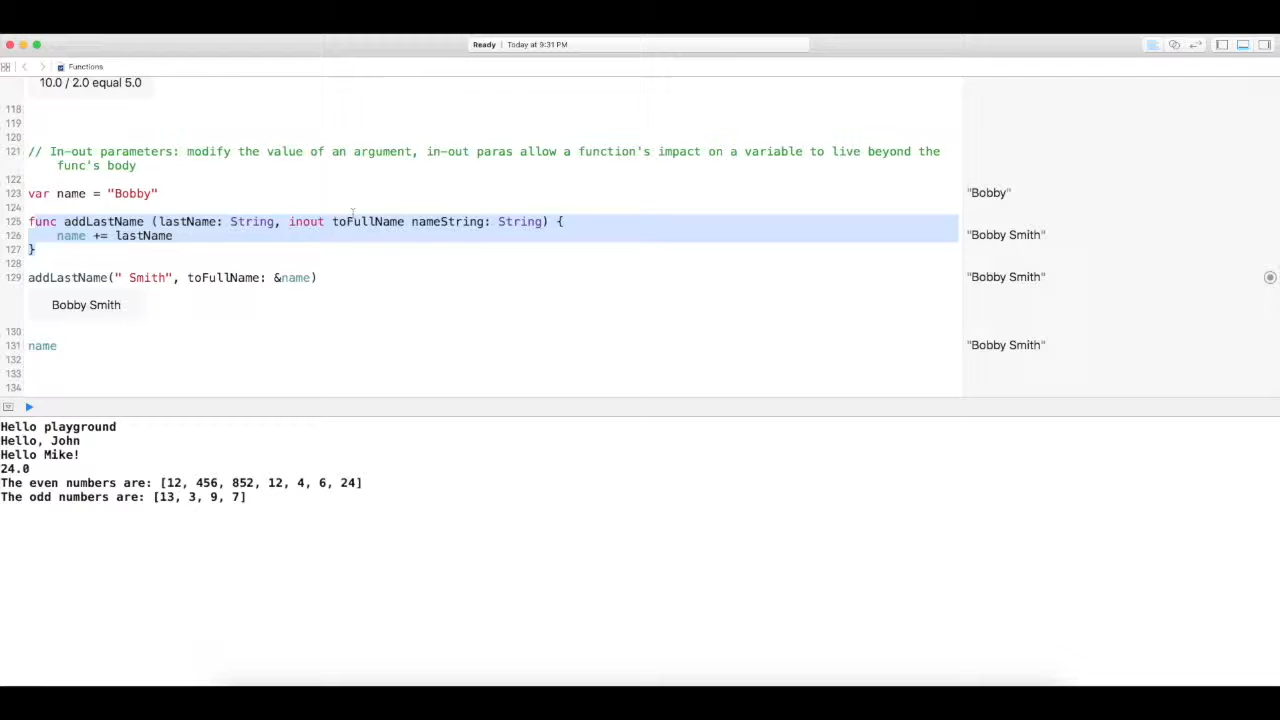 Ready | Today at 9:31 PM
Functions
10.0 / 2.0 equal 5.0
118
119
120
121 // In-out parameters: modify the value of an argument, in-out paras allow a function's impact on a variable to live beyond the
func's body
122
123 var name = "Bobby" "Bobby"
124
125 func addLastName (lastName: String, inout toFullName nameString: String) {
126 name += lastName "Bobby Smith"
127 }
128
129 addLastName(" Smith", toFullName: &name) "Bobby Smith"
Bobby Smith
130
131 name "Bobby Smith"
132
133
134
Hello playground
Hello, John
Hello Mike!
24.0
The even numbers are: [12, 456, 852, 12, 4, 6, 24]
The odd numbers are: [13, 3, 9, 7]